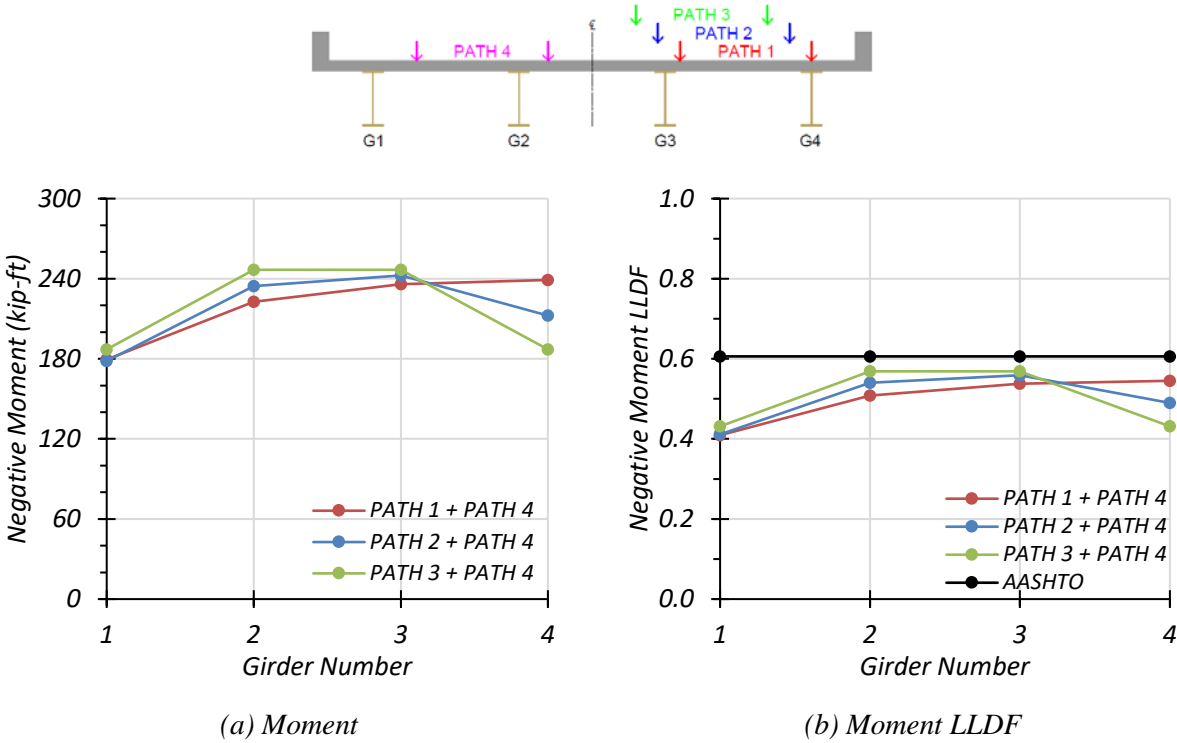 ℄
PATH 3
PATH 2
PATH 4
PATH 1
G1 G2 G3 G4
Negative Moment (kip-ft)
300
240
180
120
60
0
PATH 1 + PATH 4
PATH 2 + PATH 4
PATH 3 + PATH 4
1 2 3 4
Girder Number
(a) Moment
Negative Moment LLDF
1.0
0.8
0.6
0.4
0.2
0.0
PATH 1 + PATH 4
PATH 2 + PATH 4
PATH 3 + PATH 4
AASHTO
1 2 3 4
Girder Number
(b) Moment LLDF